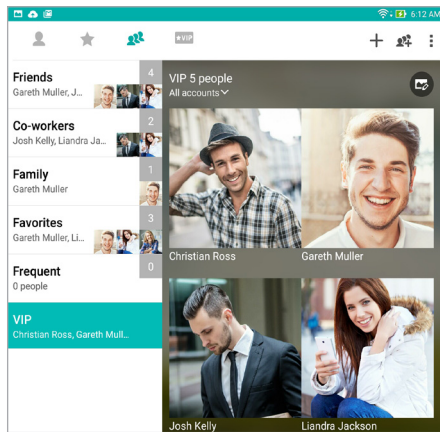 6:12 AM
VIP
Friends
4
Gareth Muller, J...
Co-workers
2
Josh Kelly, Liandra Ja...
Family
1
Gareth Muller
Favorites
3
Gareth Muller, Li...
Frequent
0
0 people
VIP
Christian Ross, Gareth Mull...
VIP 5 people
All accounts
Christian Ross
Gareth Muller
Josh Kelly
Liandra Jackson